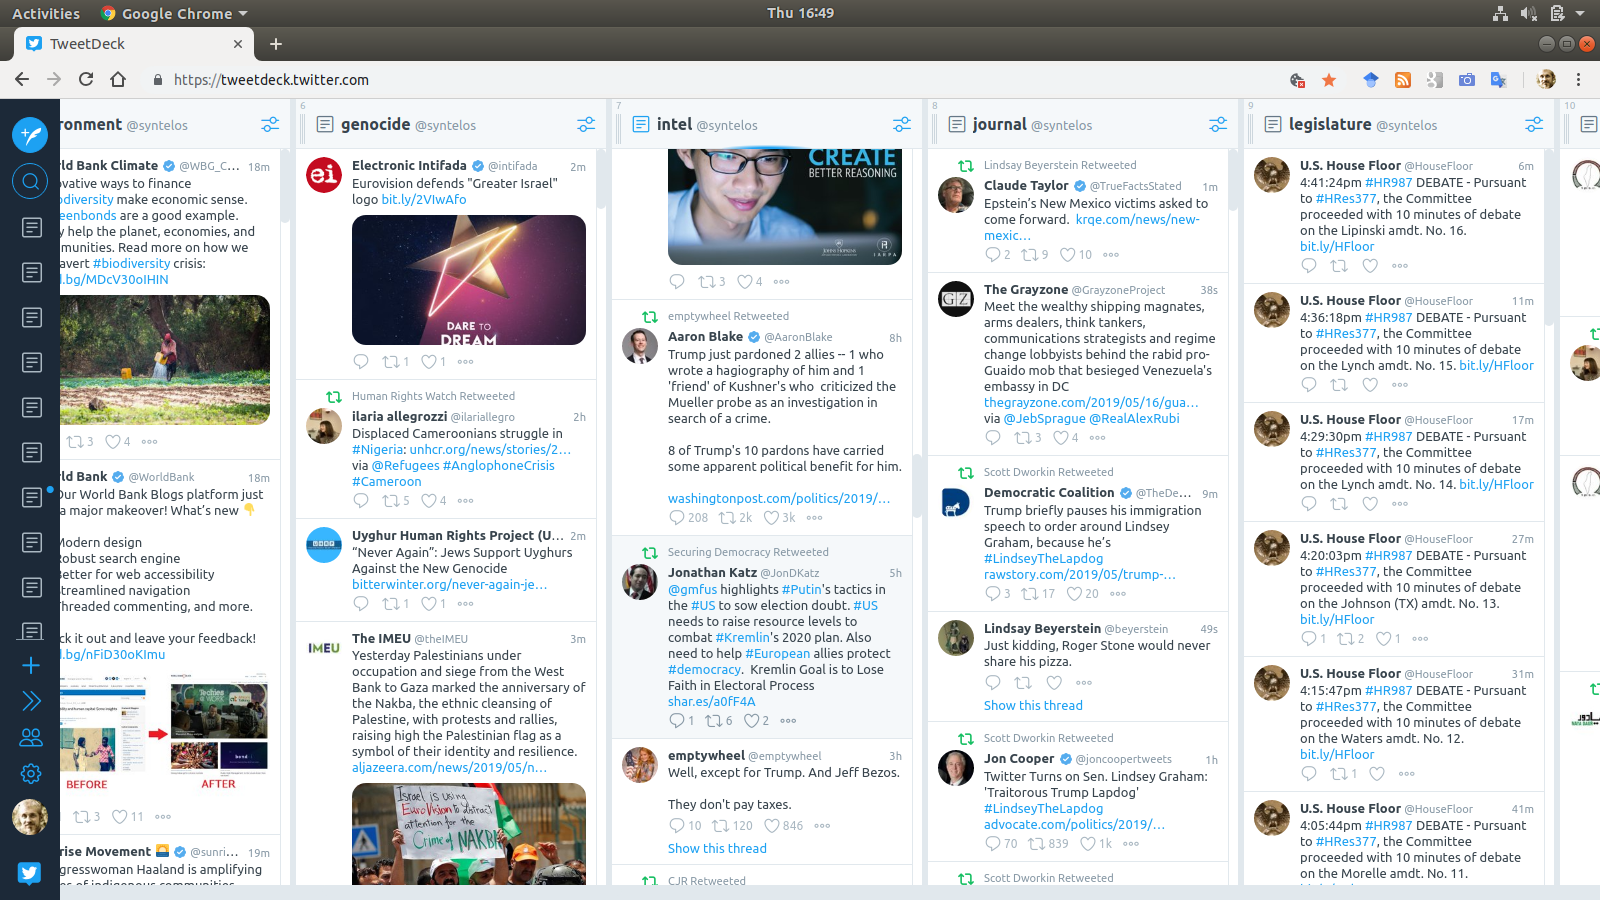 Activities
Google Chrome
Thu 16:49
TweetDeck
https://tweetdeck.twitter.com
ronment @syntelos
ld Bank Climate @WBG_C... 18m
ovative ways to finance
odiversity make economic sense.
eenbonds are a good example.
y help the planet, economies, and
munities. Read more on how we
avert #biodiversity crisis:
l.bg/MDcV30oIHIN
3 4
ld Bank @WorldBank 18m
Our World Bank Blogs platform just
a major makeover! What's new 👇
Modern design
Robust search engine
Better for web accessibility
Streamlined navigation
Threaded commenting, and more.
ck it out and leave your feedback!
l.bg/nFiD30oKImu
BEFORE AFTER
3 11
rise Movement 🌅 @sunri... 19m
gresswoman Haaland is amplifying
6
genocide @syntelos
Electronic Intifada @intifada 2m
Eurovision defends "Greater Israel"
logo bit.ly/2VIwAfo
DARE TO
DREAM
1 1
Human Rights Watch Retweeted
ilaria allegrozzi @ilariallegro 2h
Displaced Cameroonians struggle in
#Nigeria: unhcr.org/news/stories/2...
via @Refugees #AnglophoneCrisis
#Cameroon
5 4
UHRP
Uyghur Human Rights Project (U... 2m
“Never Again”: Jews Support Uyghurs
Against the New Genocide
bitterwinter.org/never-again-je...
1 1
IMEU
The IMEU @theIMEU 3m
Yesterday Palestinians under
occupation and siege from the West
Bank to Gaza marked the anniversary of
the Nakba, the ethnic cleansing of
Palestine, with protests and rallies,
raising high the Palestinian flag as a
symbol of their identity and resilience.
aljazeera.com/news/2019/05/n...
Israel is using
EuroVision to distract
attention for the
Crime of NAKBA
7
intel @syntelos
CREATE
BETTER REASONING
JOHNS HOPKINS
IARPA
3 4
emptywheel Retweeted
Aaron Blake @AaronBlake 8h
Trump just pardoned 2 allies -- 1 who
wrote a hagiography of him and 1
'friend' of Kushner's who criticized the
Mueller probe as an investigation in
search of a crime.
8 of Trump's 10 pardons have carried
some apparent political benefit for him.
washingtonpost.com/politics/2019/...
208 2k 3k
Securing Democracy Retweeted
Jonathan Katz @JonDKatz 5h
@gmfus highlights #Putin's tactics in
the #US to sow election doubt. #US
needs to raise resource levels to
combat #Kremlin's 2020 plan. Also
need to help #European allies protect
#democracy. Kremlin Goal is to Lose
Faith in Electoral Process
shar.es/a0fF4A
1 6 2
emptywheel @emptywheel 3h
Well, except for Trump. And Jeff Bezos.
They don't pay taxes.
10 120 846
Show this thread
CJR Retweeted
8
journal @syntelos
Lindsay Beyerstein Retweeted
Claude Taylor @TrueFactsStated 1m
Epstein’s New Mexico victims asked to
come forward. krqe.com/news/new-
mexic...
2 9 10
GZ
The Grayzone @GrayzoneProject 38s
Meet the wealthy shipping magnates,
arms dealers, think tankers,
communications strategists and regime
change lobbyists behind the rabid pro-
Guaido mob that besieged Venezuela's
embassy in DC
thegrayzone.com/2019/05/16/gua...
via @JebSprague @RealAlexRubi
3 4
Scott Dworkin Retweeted
Democratic Coalition @TheDe... 9m
Trump briefly pauses his immigration
speech to order around Lindsey
Graham, because he’s
#LindseyTheLapdog
rawstory.com/2019/05/trump-...
3 17 20
Lindsay Beyerstein @beyerstein 49s
Just kidding, Roger Stone would never
share his pizza.
Show this thread
Scott Dworkin Retweeted
Jon Cooper @joncoopertweets 1h
Twitter Turns on Sen. Lindsey Graham:
'Traitorous Trump Lapdog'
#LindseyTheLapdog
advocate.com/politics/2019/...
70 839 1k
Scott Dworkin Retweeted
9
legislature @syntelos
U.S. House Floor @HouseFloor 6m
4:41:24pm #HR987 DEBATE - Pursuant
to #HRes377, the Committee
proceeded with 10 minutes of debate
on the Lipinski amdt. No. 16.
bit.ly/HFloor
U.S. House Floor @HouseFloor 11m
4:36:18pm #HR987 DEBATE - Pursuant
to #HRes377, the Committee
proceeded with 10 minutes of debate
on the Lynch amdt. No. 15. bit.ly/HFloor
U.S. House Floor @HouseFloor 17m
4:29:30pm #HR987 DEBATE - Pursuant
to #HRes377, the Committee
proceeded with 10 minutes of debate
on the Lynch amdt. No. 14. bit.ly/HFloor
U.S. House Floor @HouseFloor 27m
4:20:03pm #HR987 DEBATE - Pursuant
to #HRes377, the Committee
proceeded with 10 minutes of debate
on the Johnson (TX) amdt. No. 13.
bit.ly/HFloor
1 2 1
U.S. House Floor @HouseFloor 31m
4:15:47pm #HR987 DEBATE - Pursuant
to #HRes377, the Committee
proceeded with 10 minutes of debate
on the Waters amdt. No. 12.
bit.ly/HFloor
1
U.S. House Floor @HouseFloor 41m
4:05:44pm #HR987 DEBATE - Pursuant
to #HRes377, the Committee
proceeded with 10 minutes of debate
on the Morelle amdt. No. 11.
10